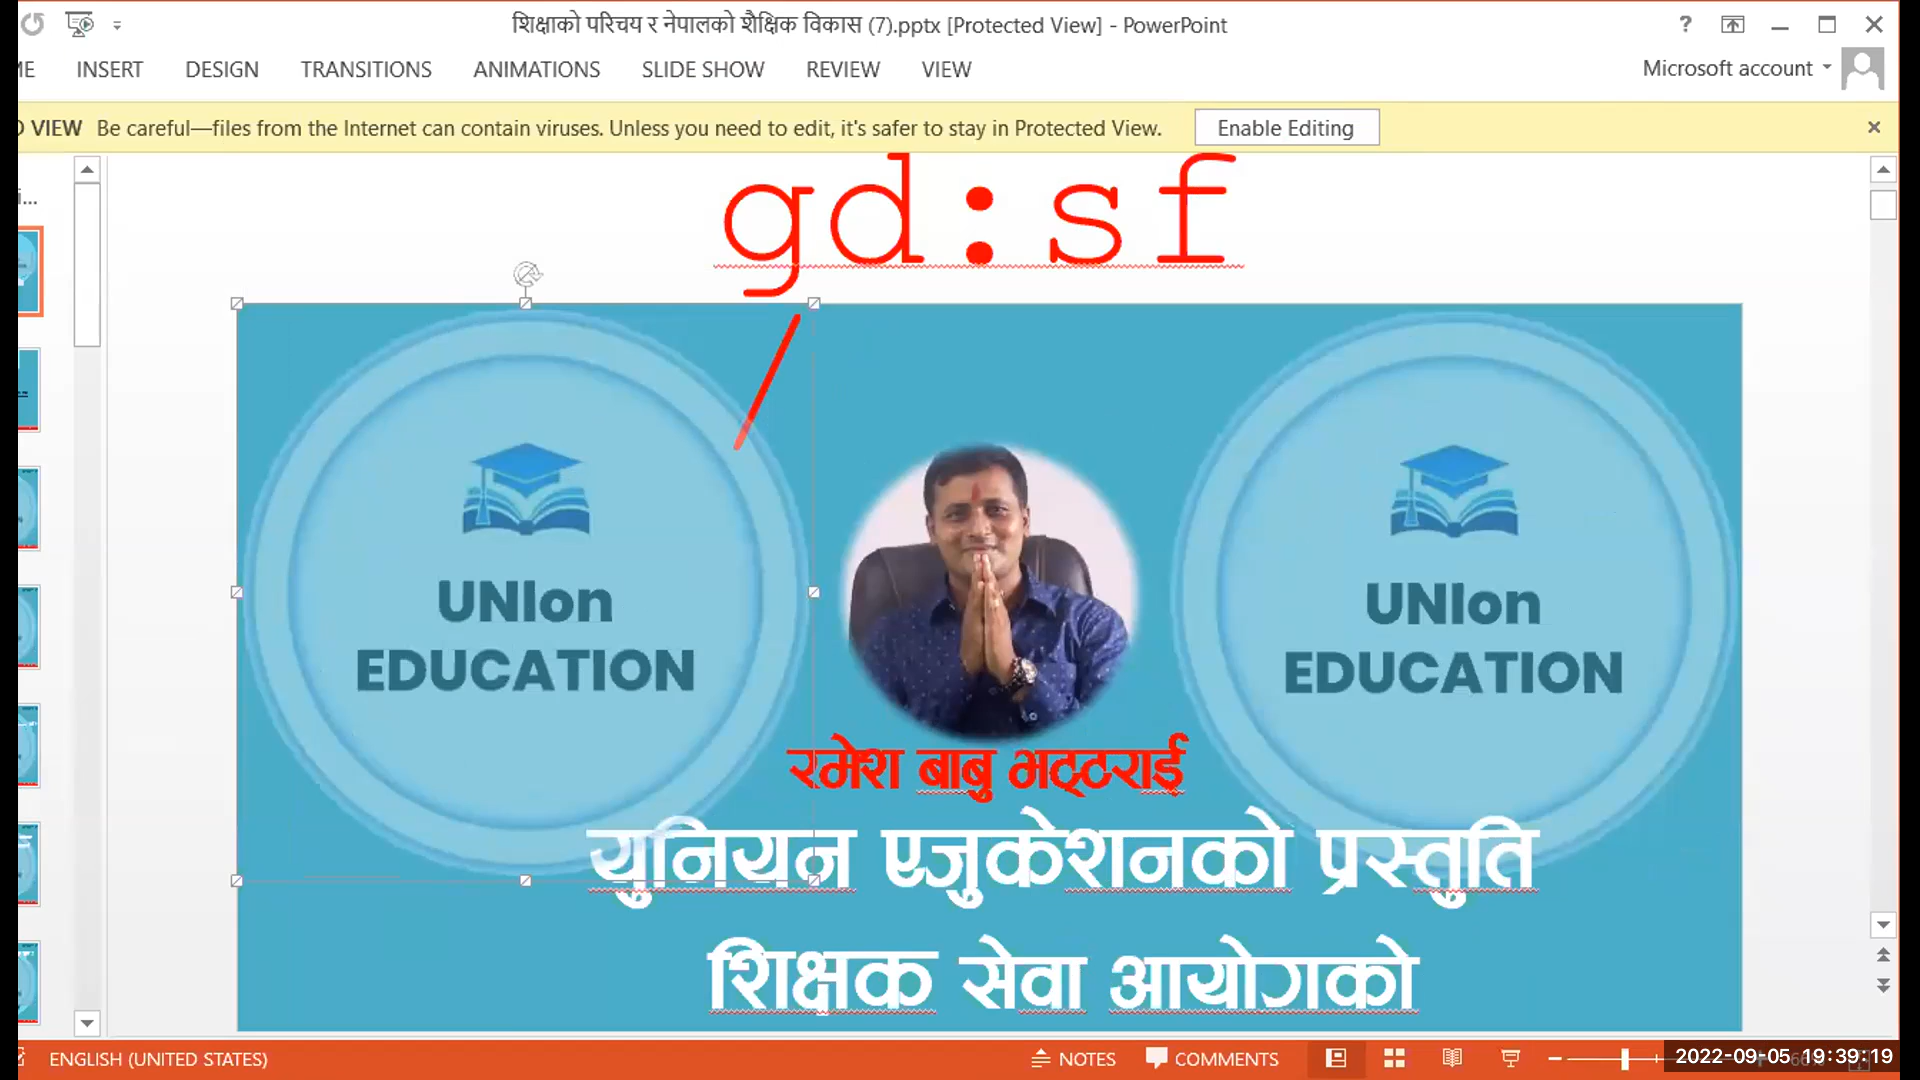 शिक्षाको परिचय र नेपालको शैक्षिक विकास (7).pptx [Protected View] - PowerPoint
INSERT DESIGN TRANSITIONS ANIMATIONS SLIDE SHOW REVIEW VIEW
Microsoft account
VIEW Be careful—files from the Internet can contain viruses. Unless you need to edit, it's safer to stay in Protected View.
Enable Editing
gd:sf
UNIon
EDUCATION
UNIon
EDUCATION
रमेश बाबु भट्टराई
युनियन एजुकेशनको प्रस्तुति
शिक्षक सेवा आयोगको
ENGLISH (UNITED STATES)
NOTES COMMENTS
2022-09-05 19:39:19